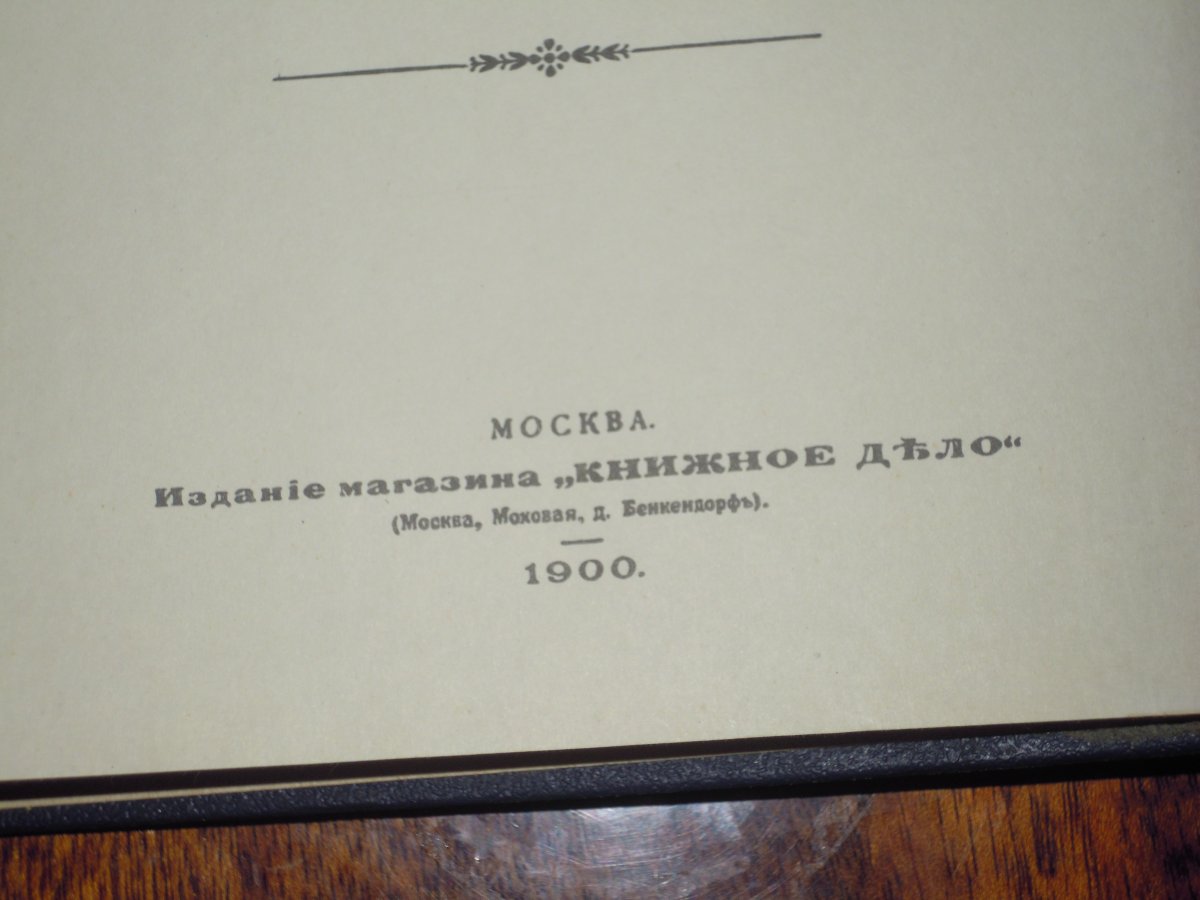 МОСКВА.
Изданіе магазина „КНИЖНОЕ ДѢЛО“
(Москва, Моховая, д. Бенкендорфъ).
1900.